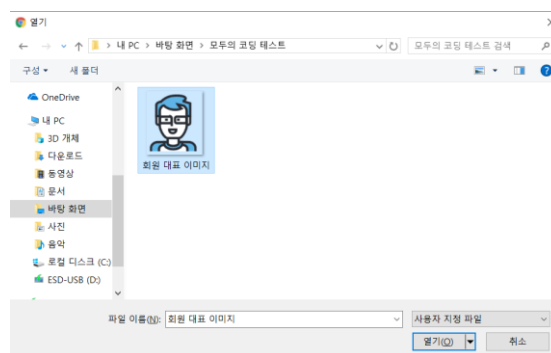 열기
내 PC > 바탕 화면 > 모두의 코딩 테스트
모두의 코딩 테스트 검색
구성
새 폴더
OneDrive
내 PC
3D 개체
다운로드
동영상
문서
바탕 화면
사진
음악
로컬 디스크 (C:)
ESD-USB (D:)
회원 대표 이미지
파일 이름(N): 회원 대표 이미지
사용자 지정 파일
열기(O)
취소